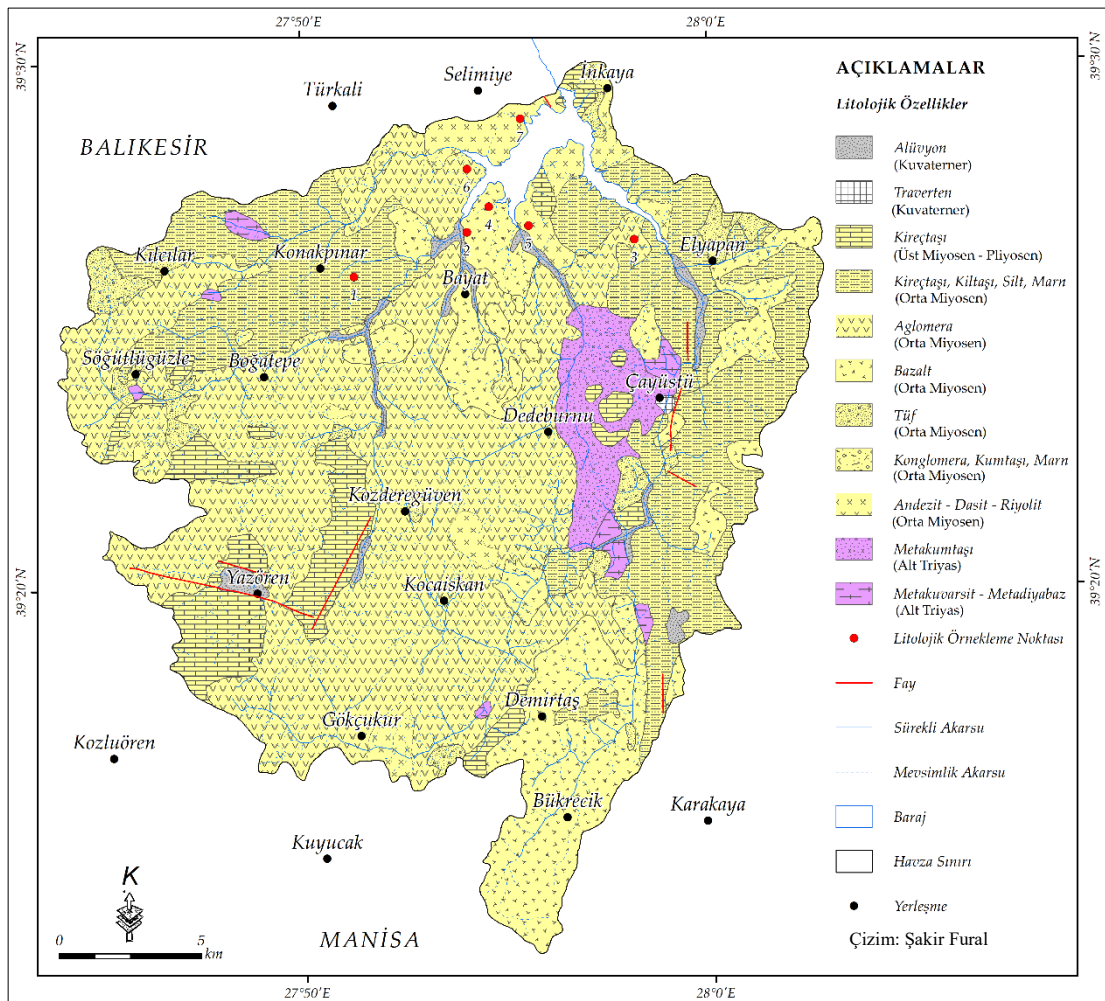 27°50'E
28°0'E
39°30'N
39°30'N
Türkali
Selimiye
İnkaya
BALIKESİR
7
6
4
2
5
3
1
Kılcılar
Konakpınar
Bayat
Elyapan
Söğütlügüzle
Boğatepe
Çayüstü
Dedeburnu
Kozderegüven
Yazören
Kocaiskan
39°20'N
39°20'N
Demirtaş
Gökçukur
Kozluören
Bükrecik
Karakaya
Kuyucak
K
0
5
km
MANİSA
27°50'E
28°0'E
AÇIKLAMALAR
Litolojik Özellikler
Alüvyon
(Kuvaterner)
Traverten
(Kuvaterner)
Kireçtaşı
(Üst Miyosen - Pliyosen)
Kireçtaşı, Kiltaşı, Silt, Marn
(Orta Miyosen)
Aglomera
(Orta Miyosen)
Bazalt
(Orta Miyosen)
Tüf
(Orta Miyosen)
Konglomera, Kumtaşı, Marn
(Orta Miyosen)
Andezit - Dasit - Riyolit
(Orta Miyosen)
Metakumtaşı
(Alt Triyas)
Metakuvarsit - Metadiyabaz
(Alt Triyas)
Litolojik Örnekleme Noktası
Fay
Sürekli Akarsu
Mevsimlik Akarsu
Baraj
Havza Sınırı
Yerleşme
Çizim: Şakir Fural